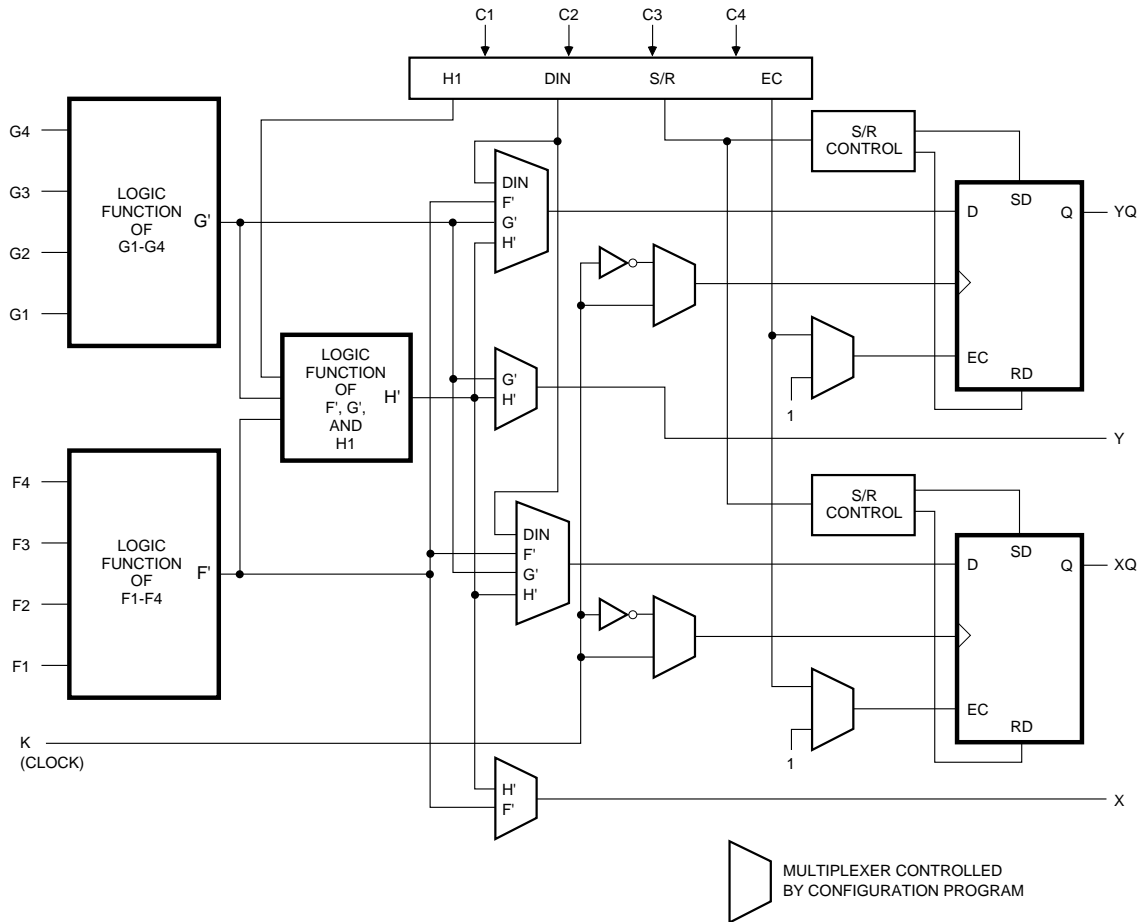 C1 C2 C3 C4
H1 DIN S/R EC
G4
G3
G2
G1
LOGIC
FUNCTION
OF
G1-G4
G'
DIN
F'
G'
H'
S/R
CONTROL
D
SD
Q
EC
RD
YQ
1
LOGIC
FUNCTION
OF
F', G',
AND
H1
H'
G'
H'
Y
F4
F3
F2
F1
LOGIC
FUNCTION
OF
F1-F4
F'
DIN
F'
G'
H'
S/R
CONTROL
D
SD
Q
EC
RD
XQ
1
K
(CLOCK)
H'
F'
X
MULTIPLEXER CONTROLLED
BY CONFIGURATION PROGRAM